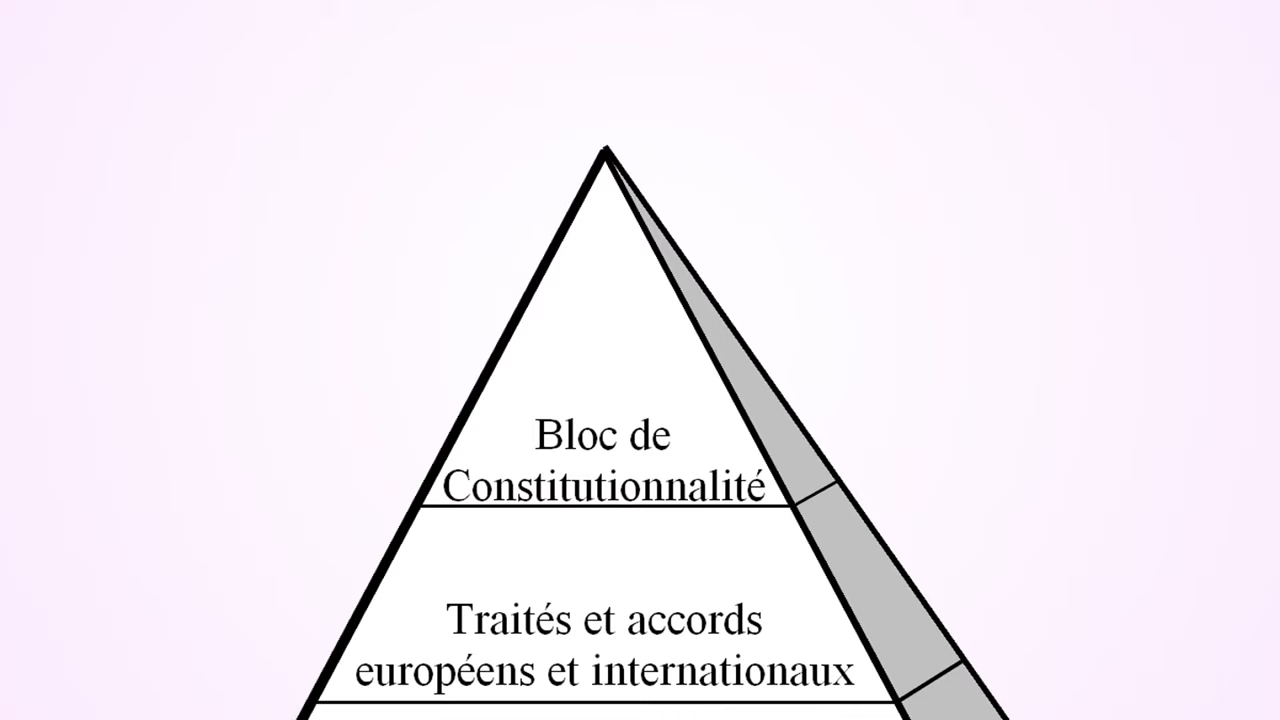 Bloc de
Constitutionnalité
Traités et accords
européens et internationaux